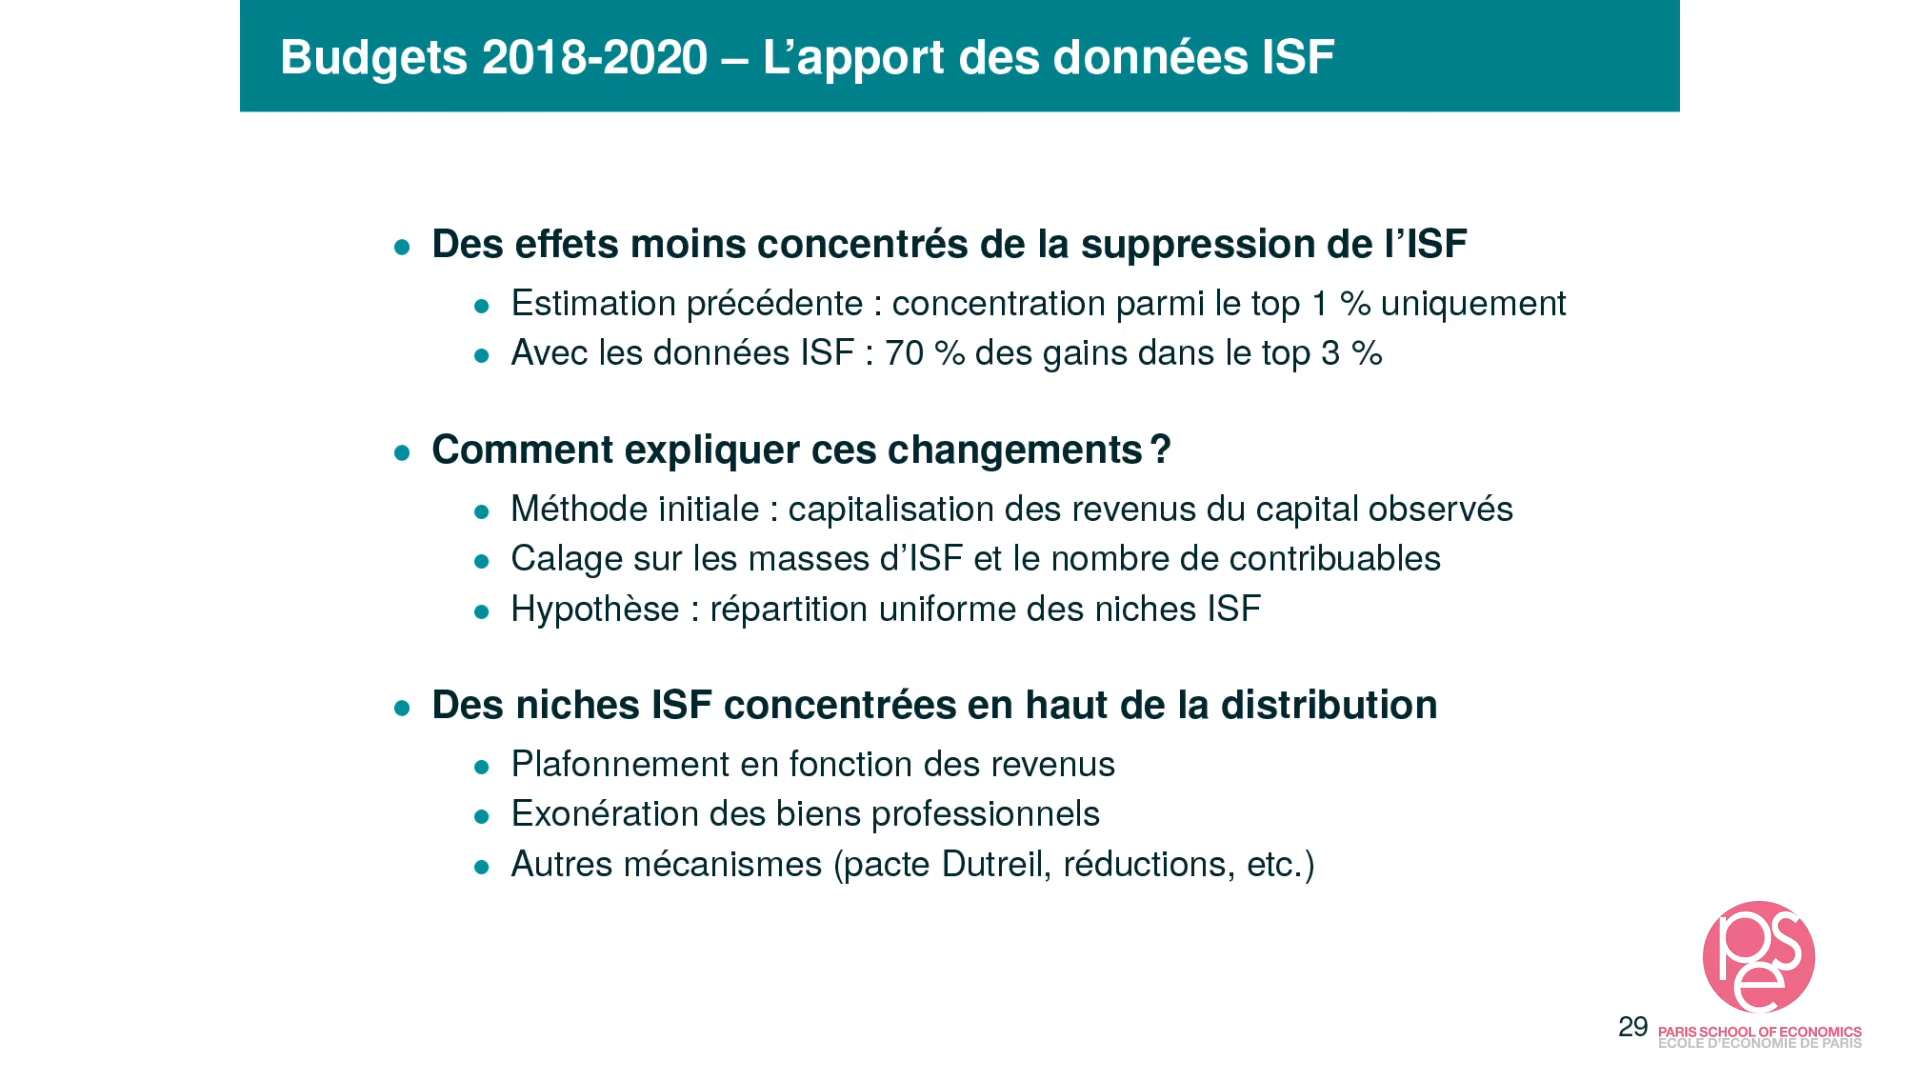 Budgets 2018-2020 – L’apport des données ISF
• Des effets moins concentrés de la suppression de l’ISF
• Estimation précédente : concentration parmi le top 1 % uniquement
• Avec les données ISF : 70 % des gains dans le top 3 %
• Comment expliquer ces changements ?
• Méthode initiale : capitalisation des revenus du capital observés
• Calage sur les masses d’ISF et le nombre de contribuables
• Hypothèse : répartition uniforme des niches ISF
• Des niches ISF concentrées en haut de la distribution
• Plafonnement en fonction des revenus
• Exonération des biens professionnels
• Autres mécanismes (pacte Dutreil, réductions, etc.)
pse
29
PARIS SCHOOL OF ECONOMICS
ECOLE D'ECONOMIE DE PARIS